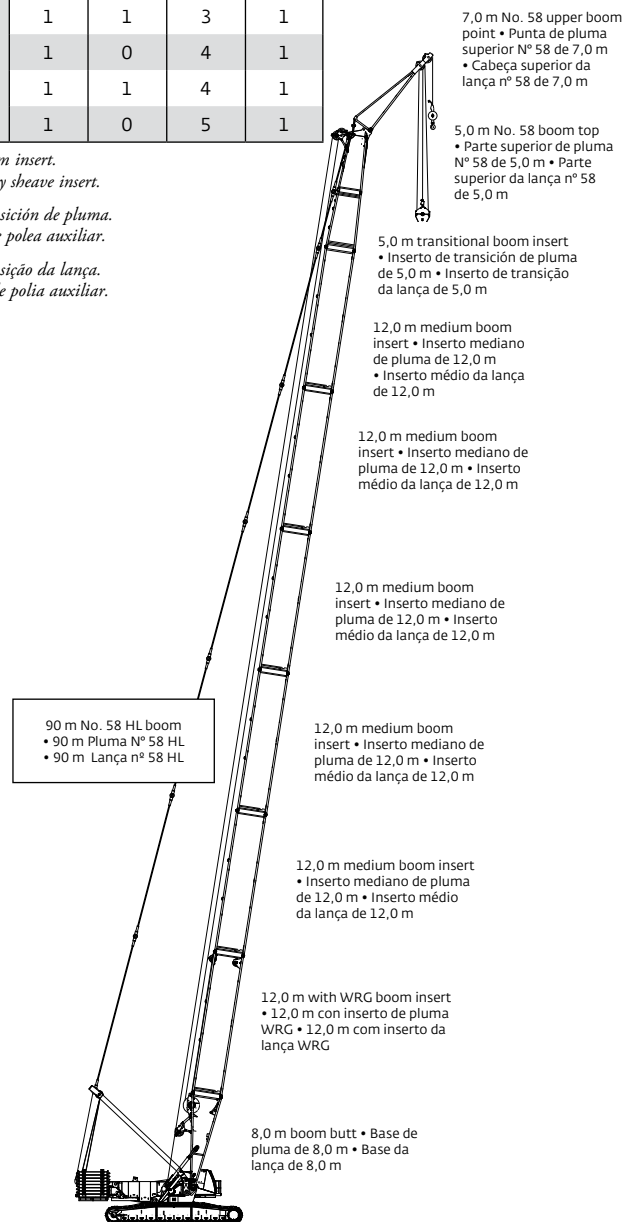 1 1 3 1
1 0 4 1
1 1 4 1
1 0 5 1
insert.
y sheave insert.
sición de pluma.
polea auxiliar.
sição da lança.
e polia auxiliar.
7,0 m No. 58 upper boom
point • Punta de pluma
superior N° 58 de 7,0 m
• Cabeça superior da
lança nº 58 de 7,0 m
5,0 m No. 58 boom top
• Parte superior de pluma
N° 58 de 5,0 m • Parte
superior da lança nº 58
de 5,0 m
5,0 m transitional boom insert
• Inserto de transición de pluma
de 5,0 m • Inserto de transição
da lança de 5,0 m
12,0 m medium boom
insert • Inserto mediano
de pluma de 12,0 m
• Inserto médio da lança
de 12,0 m
12,0 m medium boom
insert • Inserto mediano de
pluma de 12,0 m • Inserto
médio da lança de 12,0 m
12,0 m medium boom
insert • Inserto mediano de
pluma de 12,0 m • Inserto
médio da lança de 12,0 m
90 m No. 58 HL boom
• 90 m Pluma N° 58 HL
• 90 m Lança nº 58 HL
12,0 m medium boom
insert • Inserto mediano de
pluma de 12,0 m • Inserto
médio da lança de 12,0 m
12,0 m medium boom insert
• Inserto mediano de pluma
de 12,0 m • Inserto médio
da lança de 12,0 m
12,0 m with WRG boom insert
• 12,0 m con inserto de pluma
WRG • 12,0 m com inserto da
lança WRG
8,0 m boom butt • Base de
pluma de 8,0 m • Base da
lança de 8,0 m